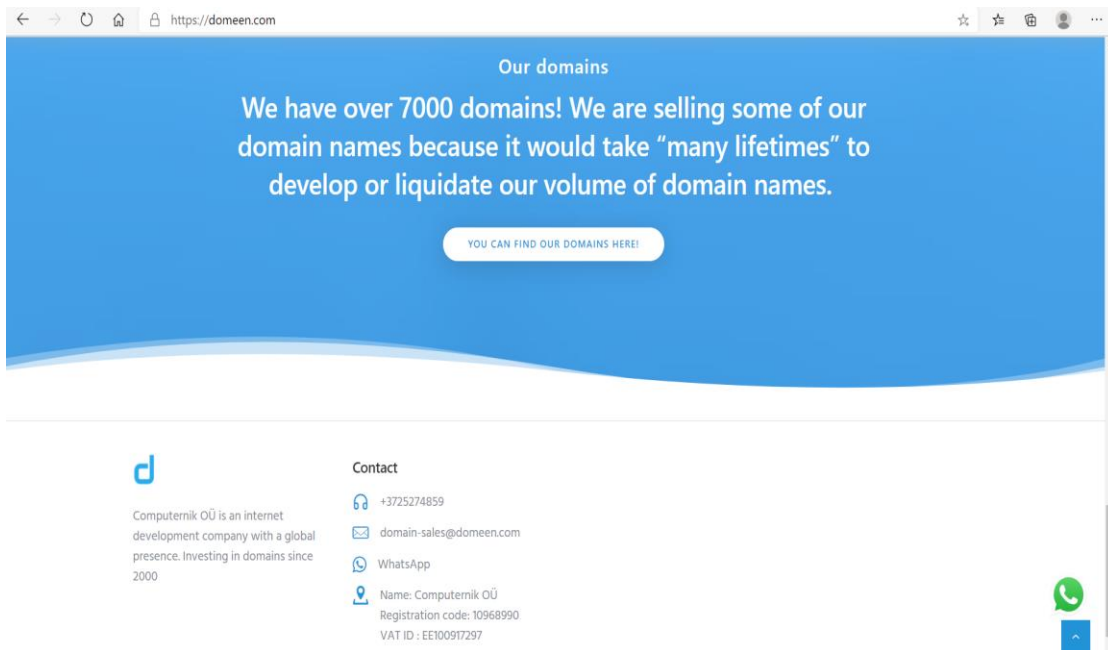 https://domeen.com
Our domains
We have over 7000 domains! We are selling some of our
domain names because it would take “many lifetimes” to
develop or liquidate our volume of domain names.
YOU CAN FIND OUR DOMAINS HERE!
d
Computernik OÜ is an internet
development company with a global
presence. Investing in domains since
2000
Contact
+3725274859
domain-sales@domeen.com
WhatsApp
Name: Computernik OÜ
Registration code: 10968990
VAT ID : EE100917297